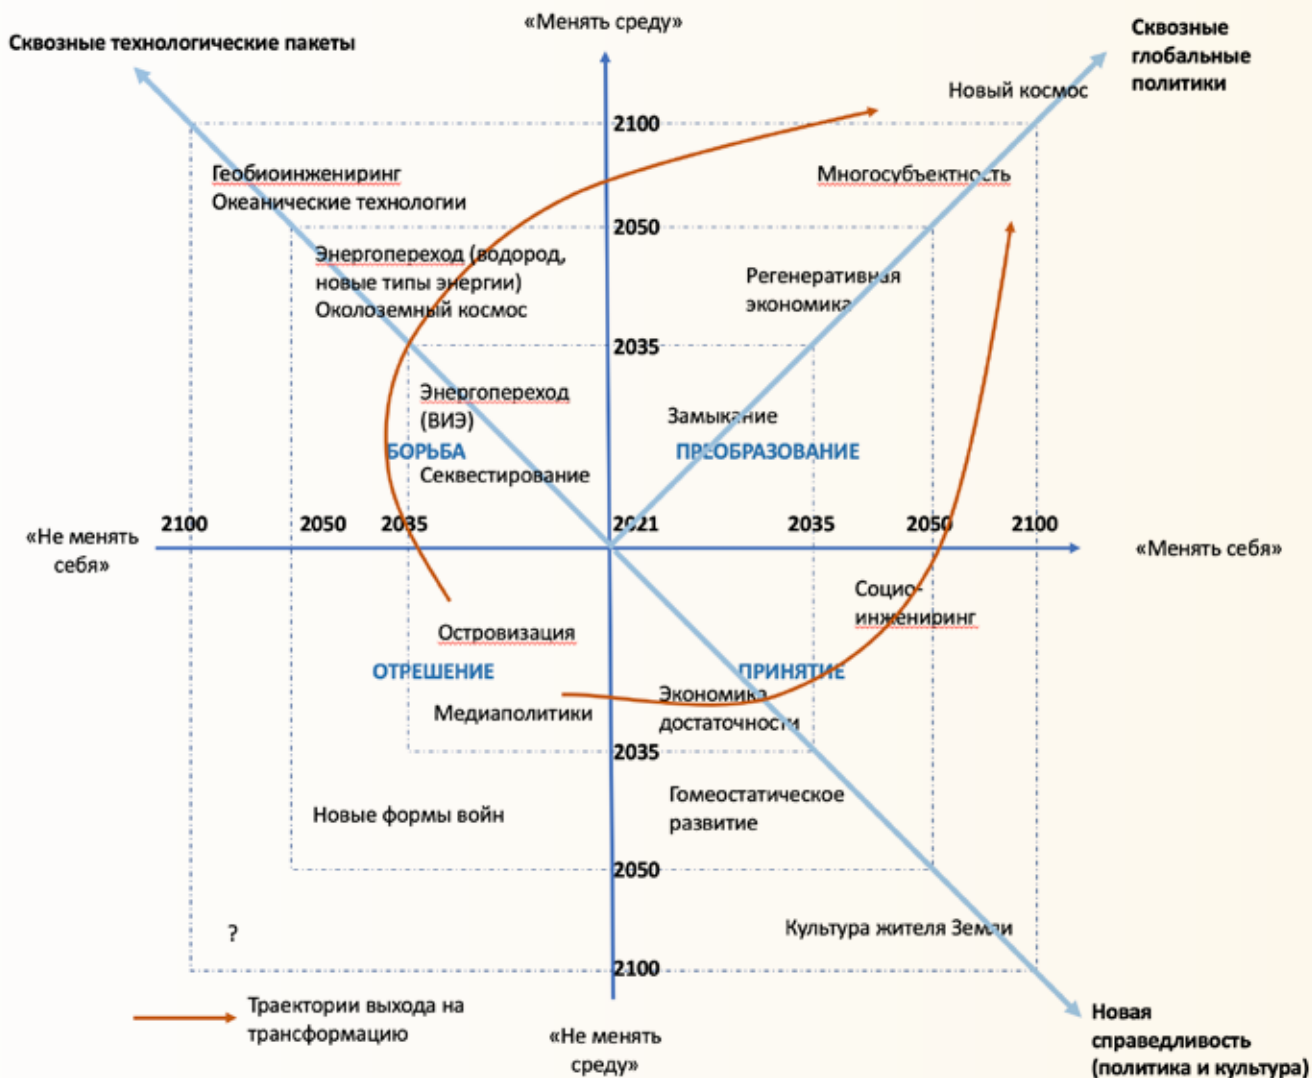 «Менять среду»
Сквозные технологические пакеты
Сквозные
глобальные
политики
Новый космос
2100
Геобиоинжениринг
Океанические технологии
Многосубъектность
2050
Энергопереход (водород,
новые типы энергии)
Околоземный космос
Регенеративная
экономика
2035
Энергопереход
(ВИЭ)
Замыкание
БОРЬБА
ПРЕОБРАЗОВАНИЕ
Секвестирование
«Не менять
себя»
2100
2050
2035
2021
2035
2050
2100
«Менять себя»
Социо-
инжениринг
Островизация
ОТРЕШЕНИЕ
ПРИНЯТИЕ
Медиаполитики
Экономика
достаточности
2035
Новые формы войн
Гомеостатическое
развитие
2050
?
Культура жителя Земли
2100
Траектории выхода на
трансформацию
«Не менять
среду»
Новая
справедливость
(политика и культура)